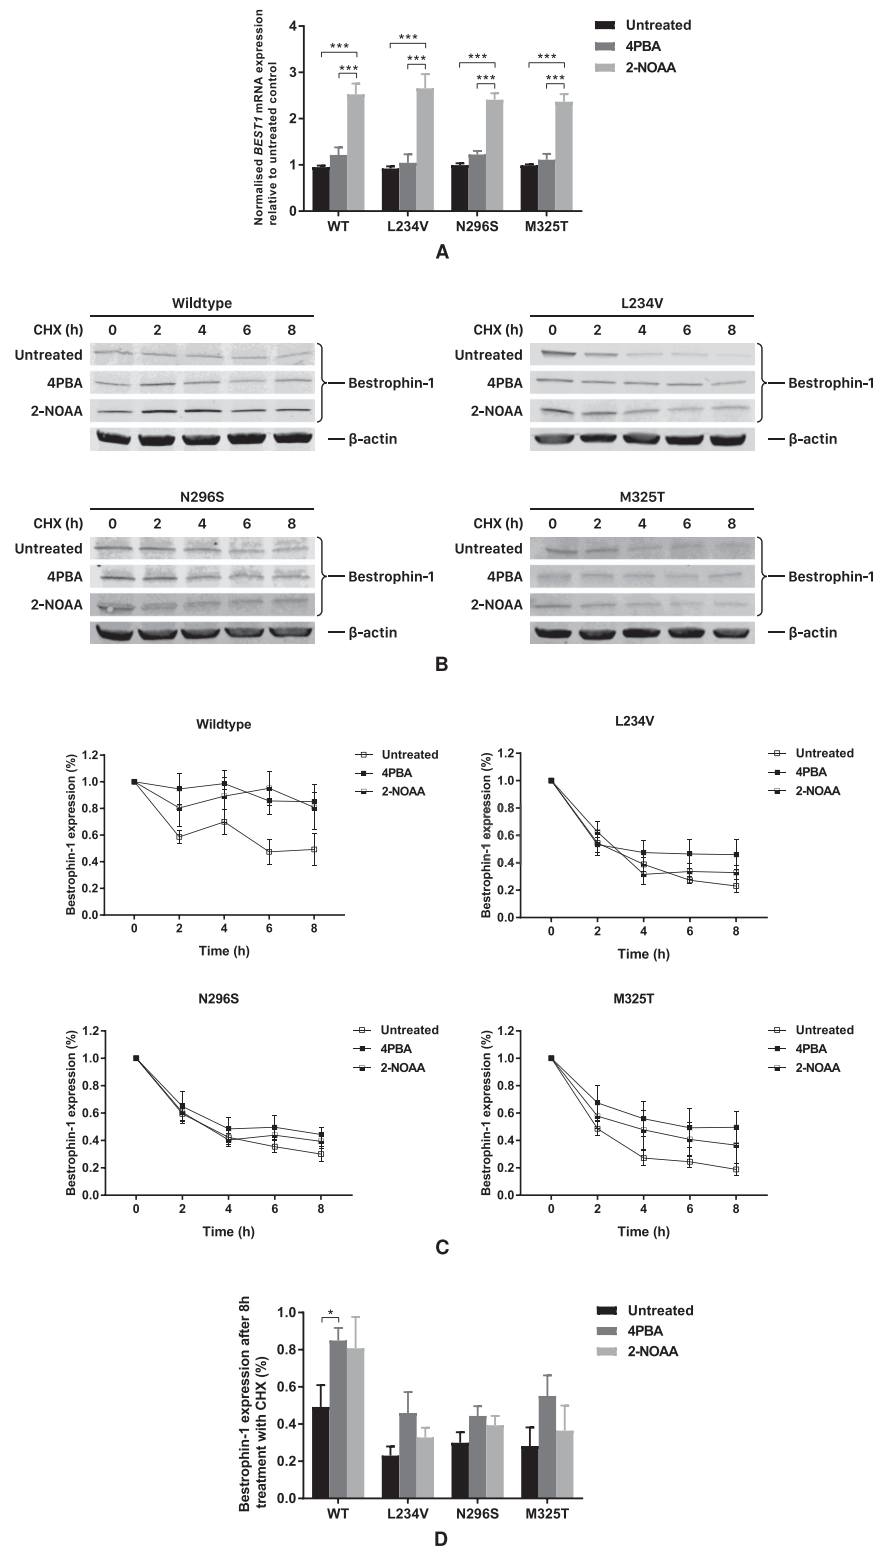 Normalised BEST1 mRNA expression
relative to untreated control
4
3
2
1
0
*** *** *** ***
*** *** *** ***
WT L234V N296S M325T
Untreated
4PBA
2-NOAA
A
Wildtype
CHX (h) 0 2 4 6 8
Untreated
4PBA Bestrophin-1
2-NOAA
β-actin
L234V
CHX (h) 0 2 4 6 8
Untreated
4PBA Bestrophin-1
2-NOAA
β-actin
N296S
CHX (h) 0 2 4 6 8
Untreated
4PBA Bestrophin-1
2-NOAA
β-actin
M325T
CHX (h) 0 2 4 6 8
Untreated
4PBA Bestrophin-1
2-NOAA
β-actin
B
Wildtype
Bestrophin-1 expression (%)
1.2
1.0
0.8
0.6
0.4
0.2
0.0
0 2 4 6 8
Time (h)
Untreated
4PBA
2-NOAA
L234V
Bestrophin-1 expression (%)
1.2
1.0
0.8
0.6
0.4
0.2
0.0
0 2 4 6 8
Time (h)
Untreated
4PBA
2-NOAA
N296S
Bestrophin-1 expression (%)
1.2
1.0
0.8
0.6
0.4
0.2
0.0
0 2 4 6 8
Time (h)
Untreated
4PBA
2-NOAA
M325T
Bestrophin-1 expression (%)
1.2
1.0
0.8
0.6
0.4
0.2
0.0
0 2 4 6 8
Time (h)
Untreated
4PBA
2-NOAA
C
Bestrophin-1 expression after 8h
treatment with CHX (%)
1.0
0.8
0.6
0.4
0.2
0.0
*
WT L234V N296S M325T
Untreated
4PBA
2-NOAA
D